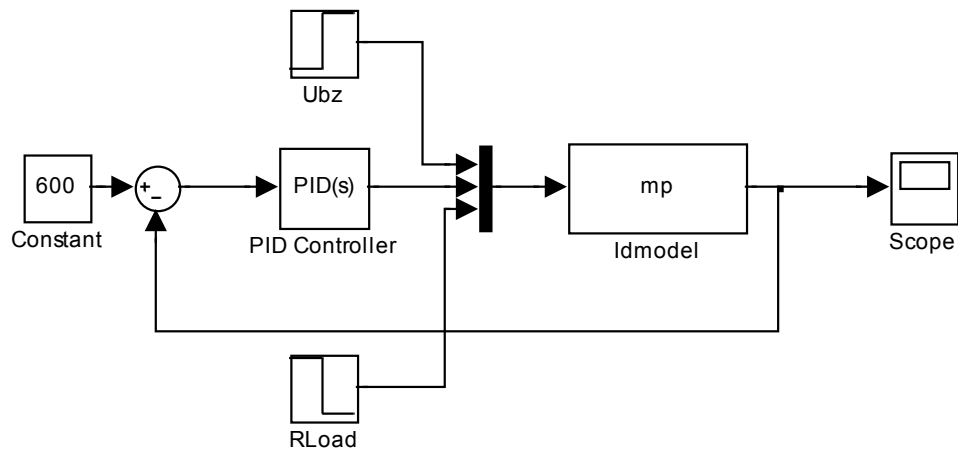 Ubz
600
+
−
Constant
PID(s)
PID Controller
mp
Idmodel
Scope
RLoad